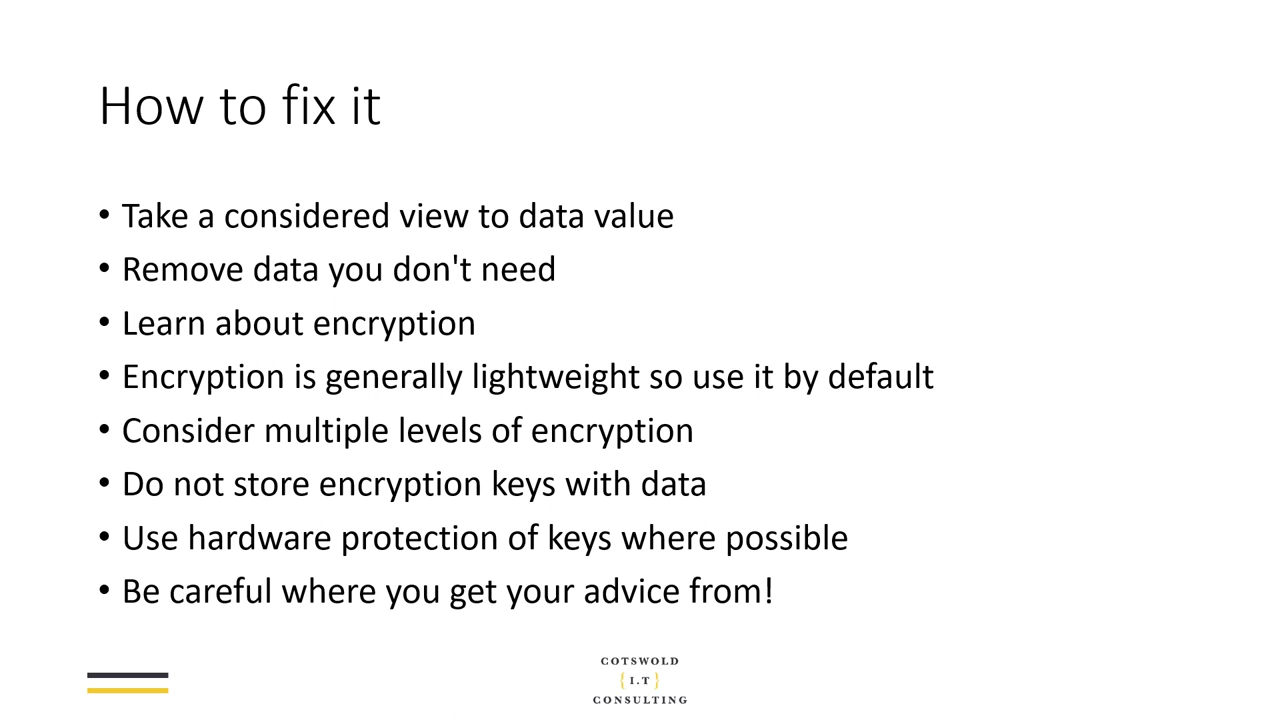 How to fix it
• Take a considered view to data value
• Remove data you don't need
• Learn about encryption
• Encryption is generally lightweight so use it by default
• Consider multiple levels of encryption
• Do not store encryption keys with data
• Use hardware protection of keys where possible
• Be careful where you get your advice from!
COTSWOLD
{ I.T }
CONSULTING